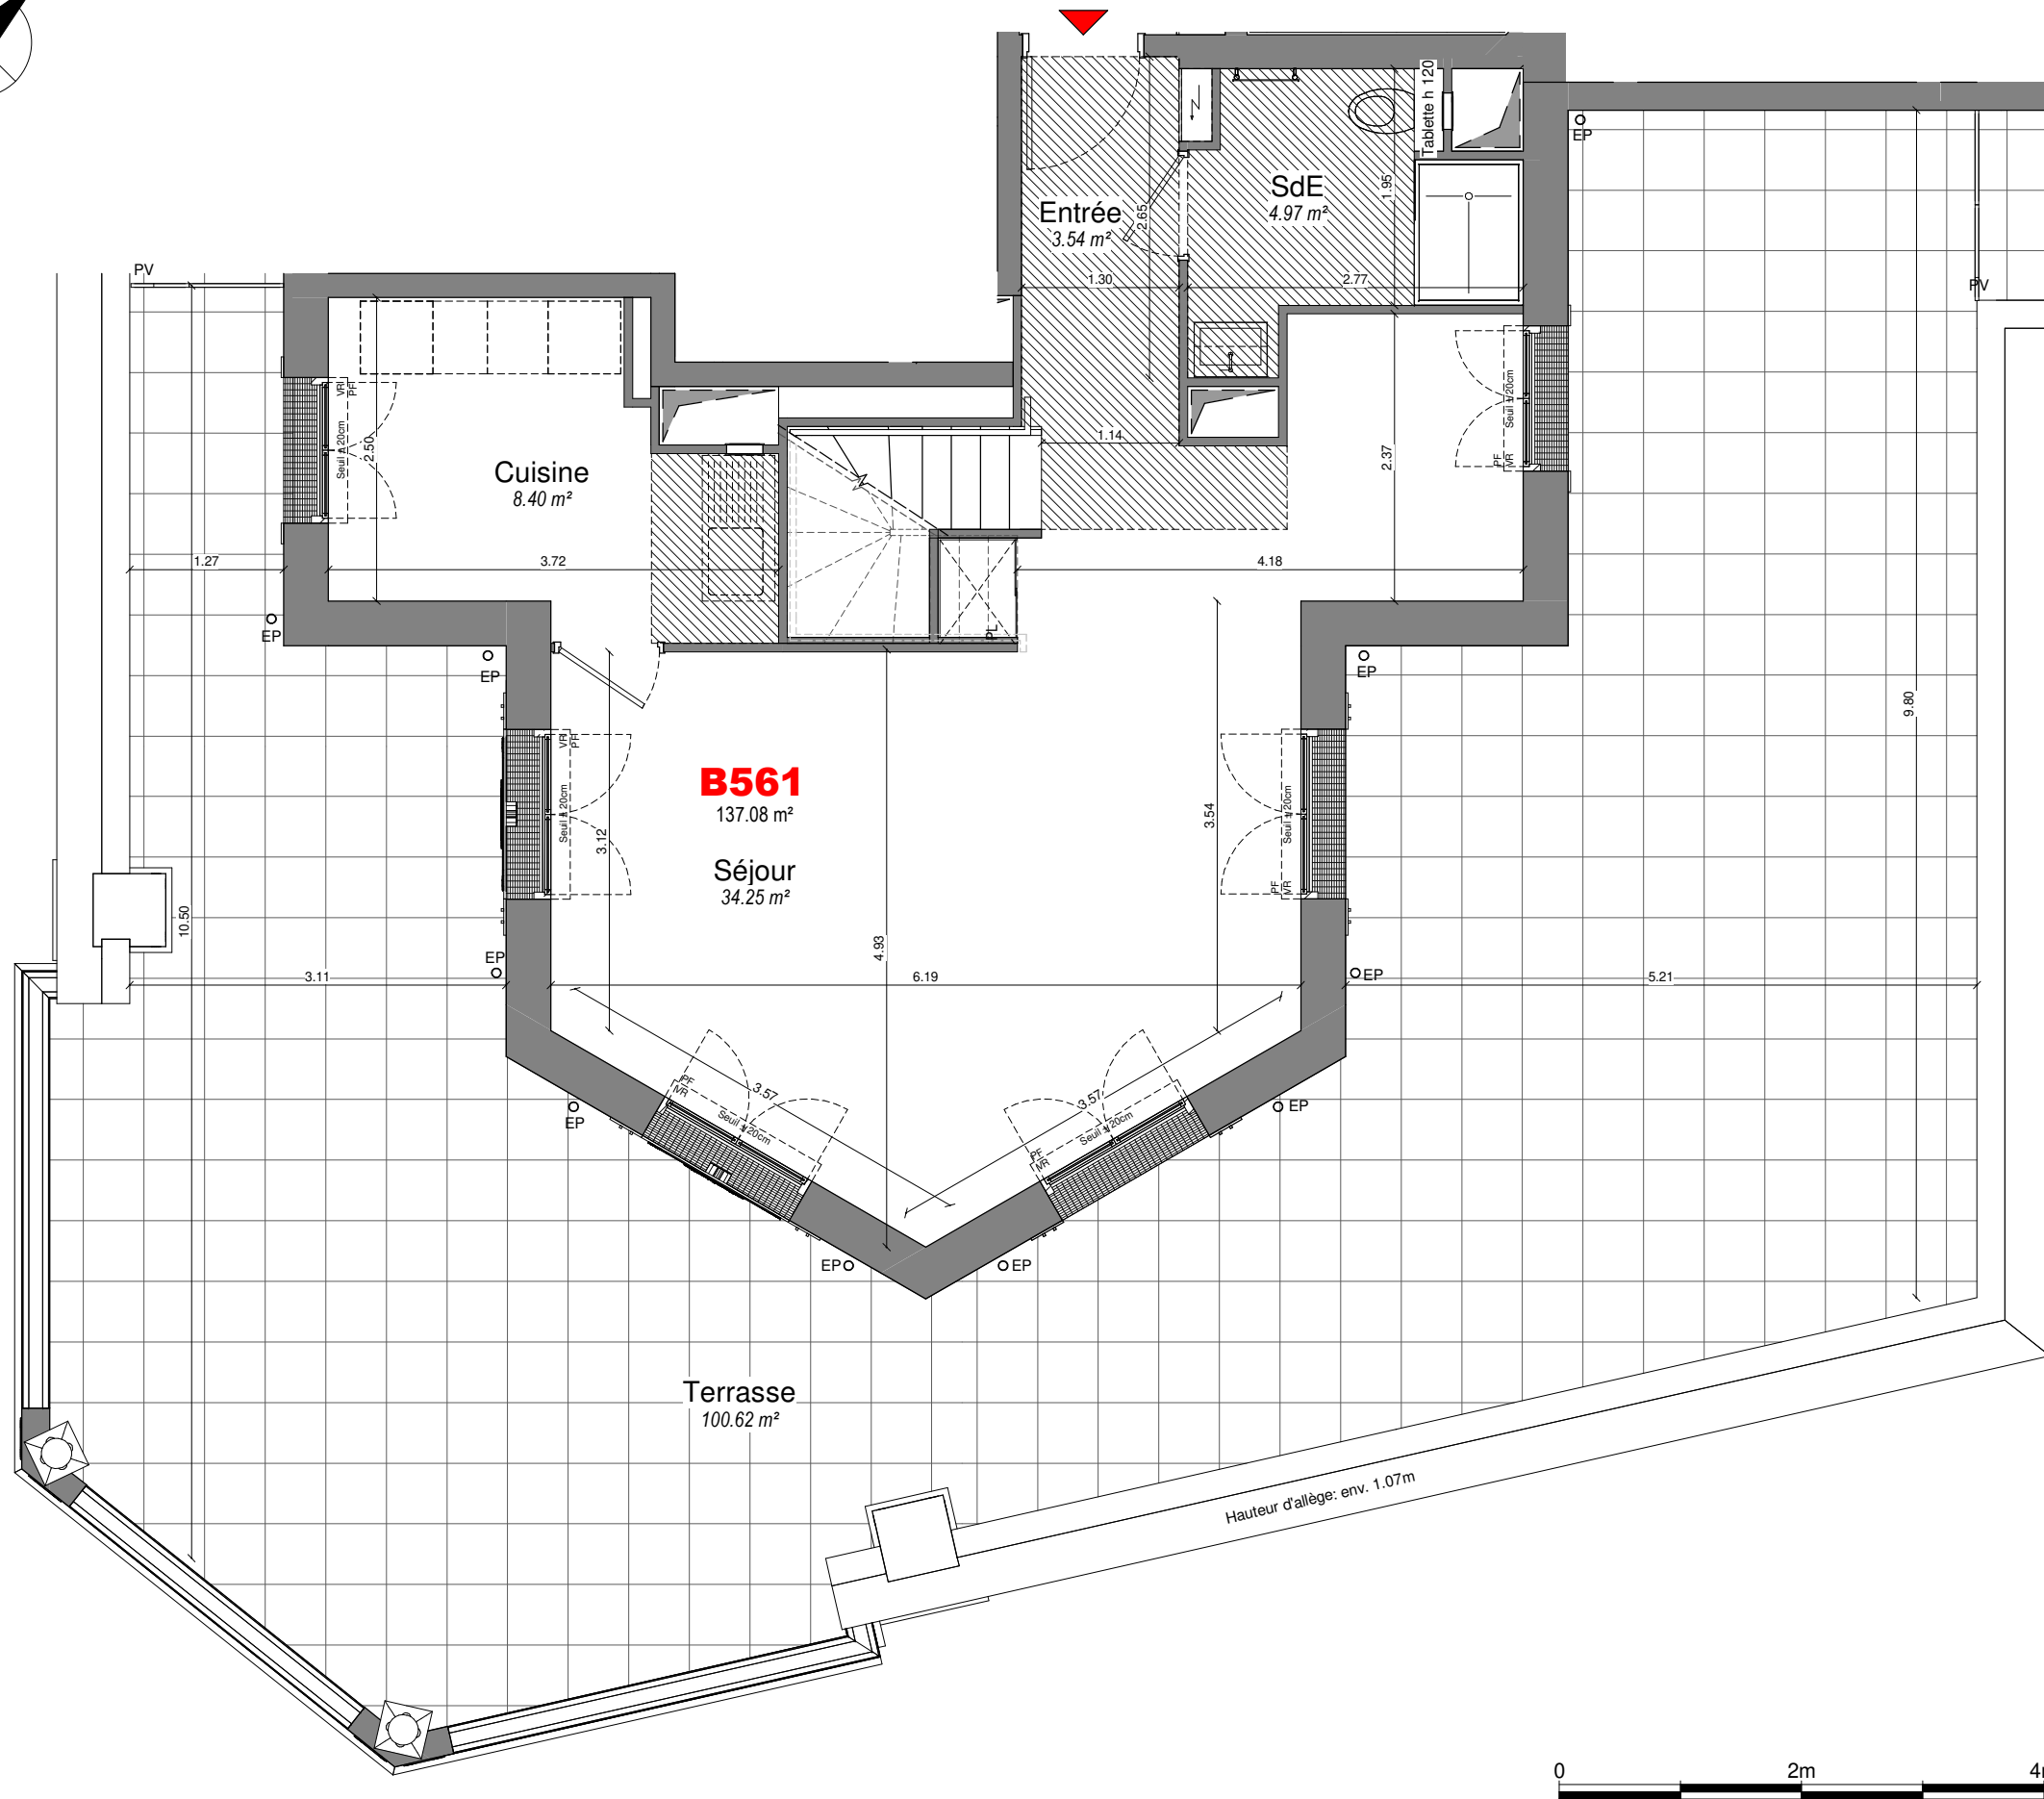 Tablette h 120
EP
SdE
4.97 m²
1.95
Entrée
3.54 m²
2.65
PV
1.30
2.77
PV
VR
PF
Seuil ± 20cm
2.50
Cuisine
8.40 m²
1.14
2.37
Seuil ± 20cm
PF
VR
1.27
3.72
4.18
EP
PL
EP
EP
9.80
VR
PF
Seuil ± 20cm
B561
137.08 m²
3.12
3.54
Seuil ± 20cm
PF
VR
Séjour
34.25 m²
10.50
4.93
EP
EP
3.11
6.19
5.21
PF
VR
3.57
Seuil ± 20cm
3.57
Seuil ± 20cm
PF
VR
EP
EP
EP
EP
Terrasse
100.62 m²
Hauteur d'allège: env. 1.07m
0
2m